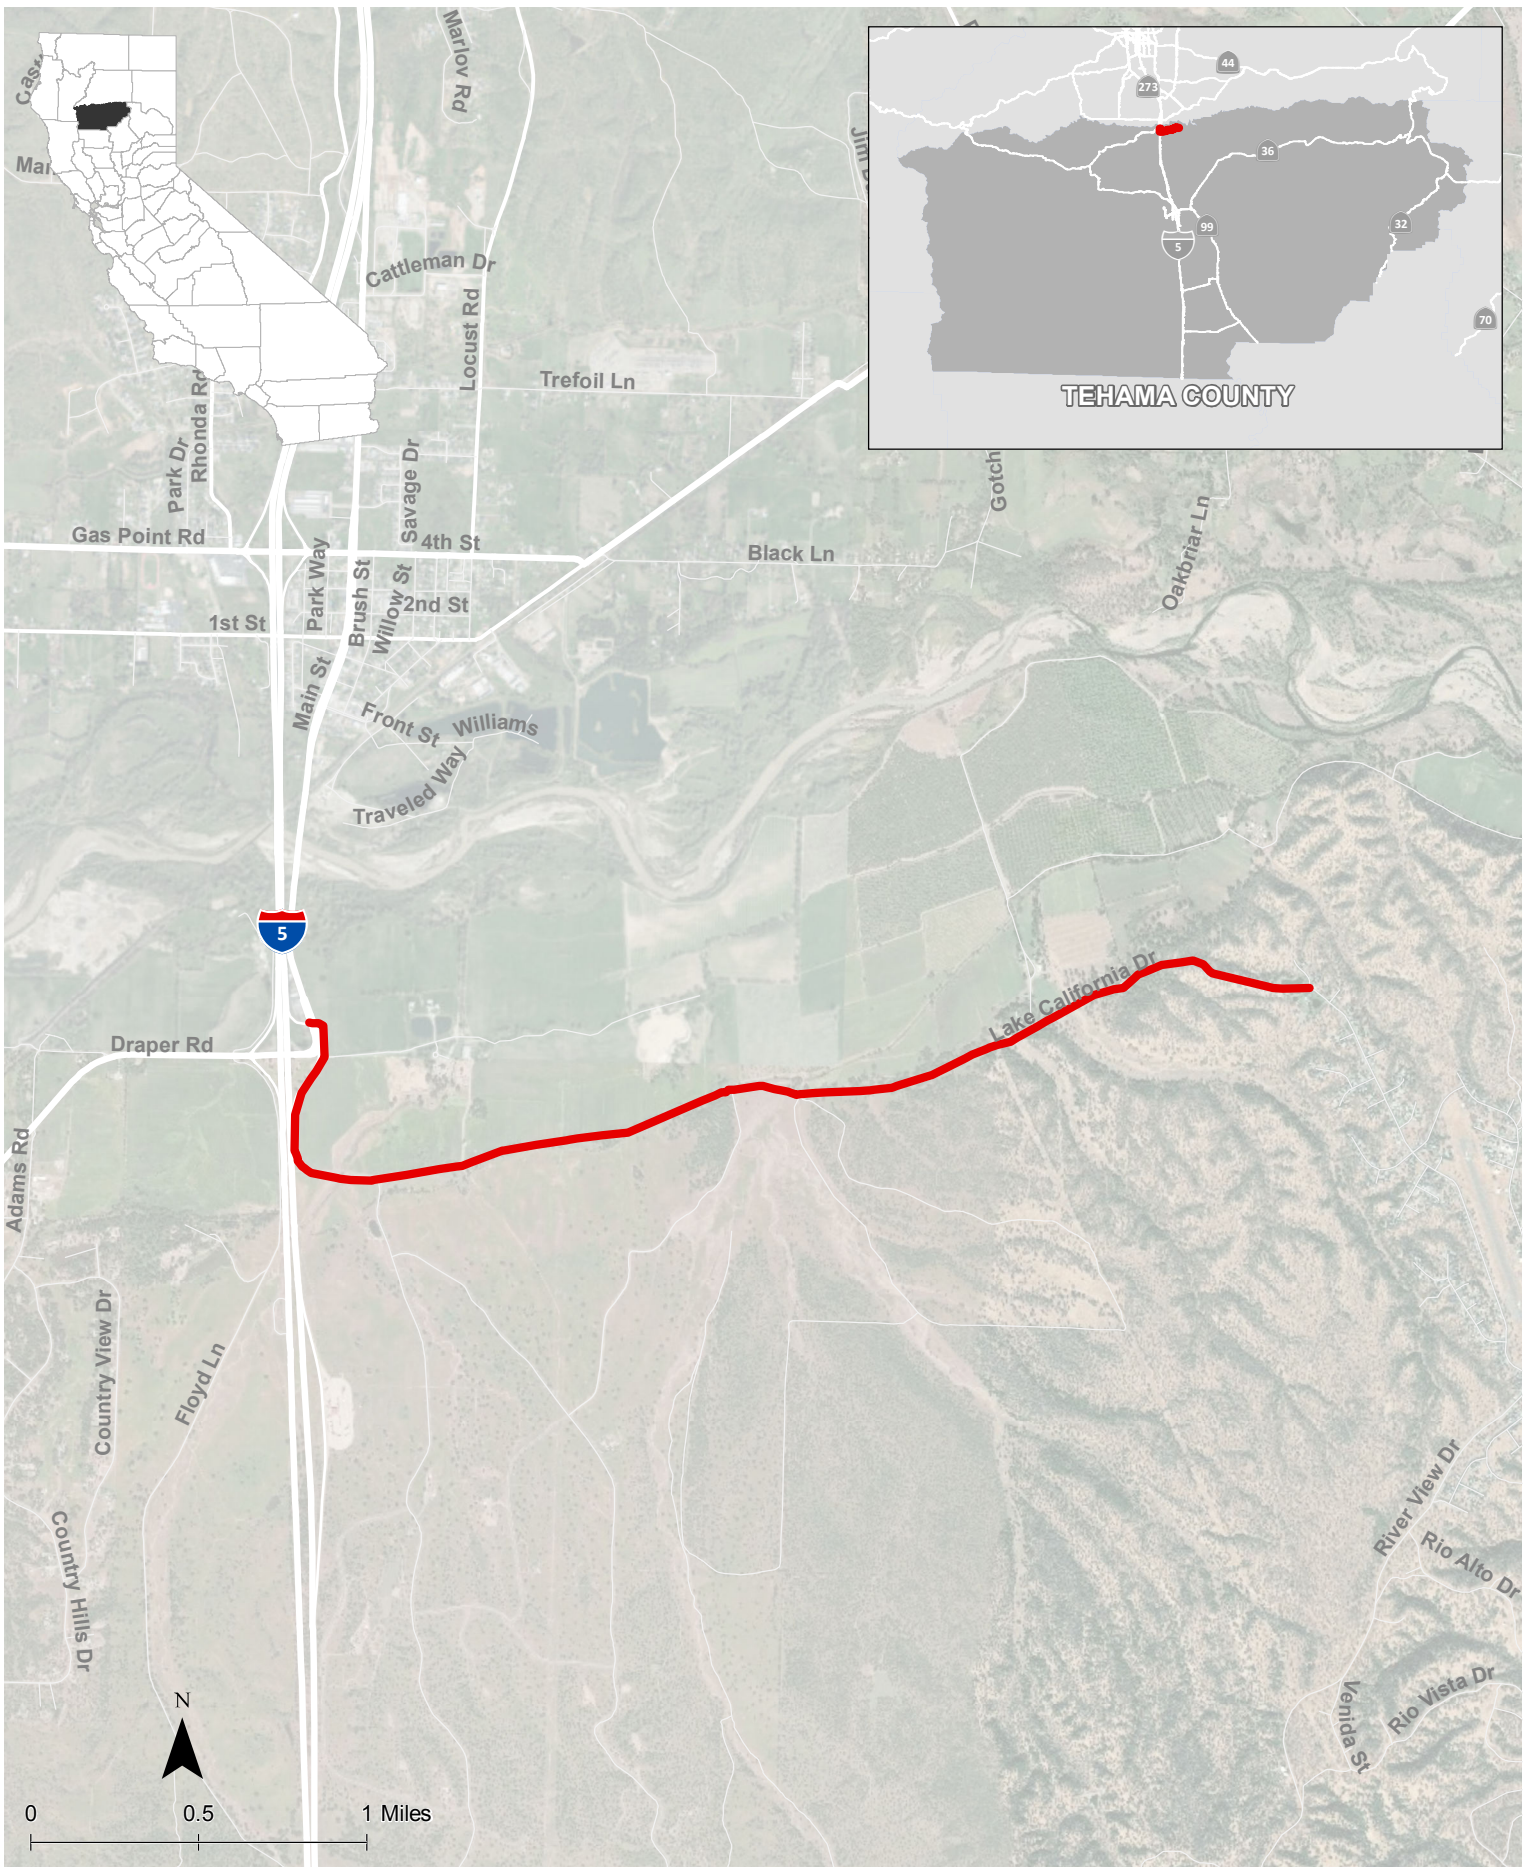 Marlov Rd
44
273
36
32
99
5
70
TEHAMA COUNTY
Cattleman Dr
Locust Rd
Trefoil Ln
Rhonda Rd
Park Dr
Savage Dr
Gas Point Rd
4th St
Black Ln
Oakbriar Ln
Park Way
Brush St
Willow St
2nd St
1st St
Main St
Front St
Williams
Traveled Way
5
Lake California Dr
Draper Rd
Adams Rd
Country View Dr
Floyd Ln
River View Dr
Rio Alto Dr
Country Hills Dr
Rio Vista Dr
Venida St
N
0
0.5
1 Miles